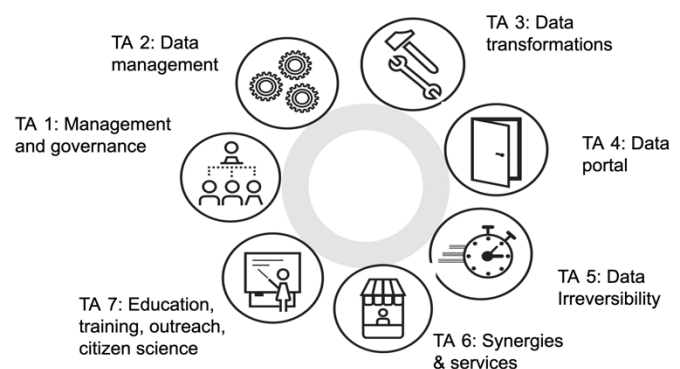 TA 1: Management
and governance
TA 2: Data
management
TA 3: Data
transformations
TA 4: Data
portal
TA 5: Data
Irreversibility
TA 6: Synergies
& services
TA 7: Education,
training, outreach,
citizen science